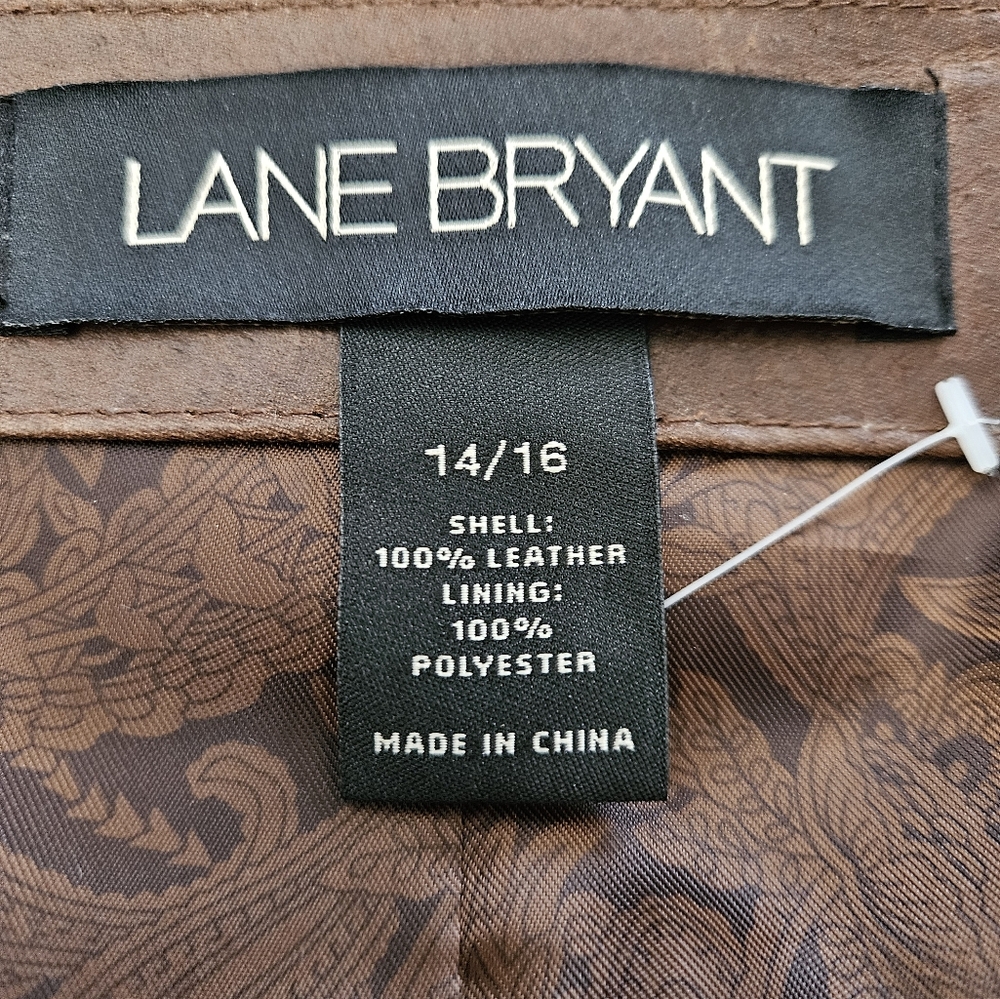 LANE BRYANT
14/16
SHELL:
100% LEATHER
LINING:
100%
POLYESTER
MADE IN CHINA